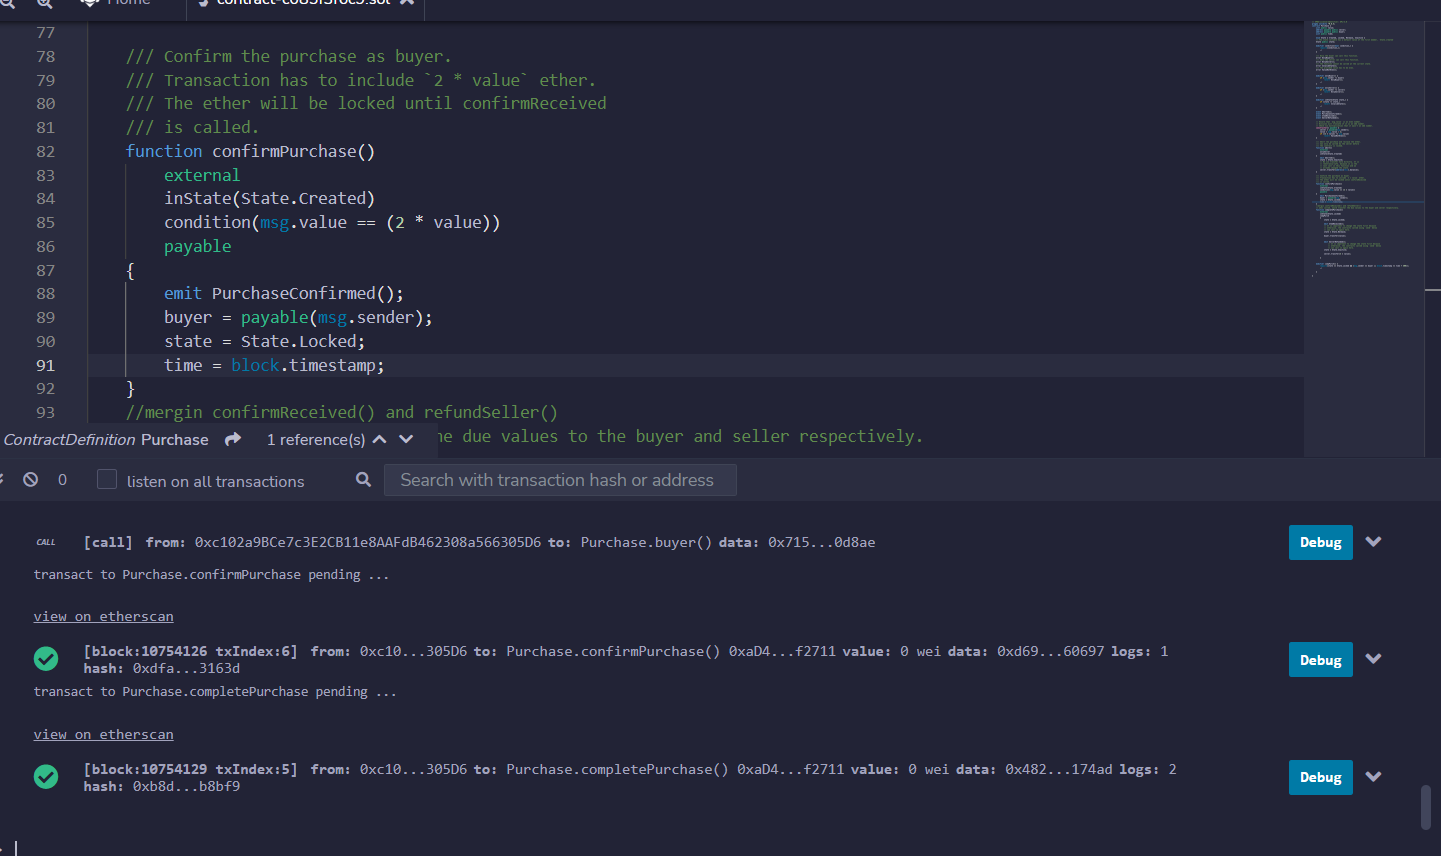 Home
77
78 /// Confirm the purchase as buyer.
79 /// Transaction has to include `2 * value` ether.
80 /// The ether will be locked until confirmReceived
81 /// is called.
82 function confirmPurchase()
83 external
84 inState(State.Created)
85 condition(msg.value == (2 * value))
86 payable
87 {
88 emit PurchaseConfirmed();
89 buyer = payable(msg.sender);
90 state = State.Locked;
91 time = block.timestamp;
92 }
93 //mergin confirmReceived() and refundSeller()
ContractDefinition Purchase 1 reference(s) he due values to the buyer and seller respectively.
0 listen on all transactions Search with transaction hash or address
CALL [call] from: 0xc102a9BCe7c3E2CB11e8AAFdB462308a566305D6 to: Purchase.buyer() data: 0x715...0d8ae Debug
transact to Purchase.confirmPurchase pending ...
view on etherscan
[block:10754126 txIndex:6] from: 0xc10...305D6 to: Purchase.confirmPurchase() 0xaD4...f2711 value: 0 wei data: 0xd69...60697 logs: 1 Debug
hash: 0xdfa...3163d
transact to Purchase.completePurchase pending ...
view on etherscan
[block:10754129 txIndex:5] from: 0xc10...305D6 to: Purchase.completePurchase() 0xaD4...f2711 value: 0 wei data: 0x482...174ad logs: 2 Debug
hash: 0xb8d...b8bf9